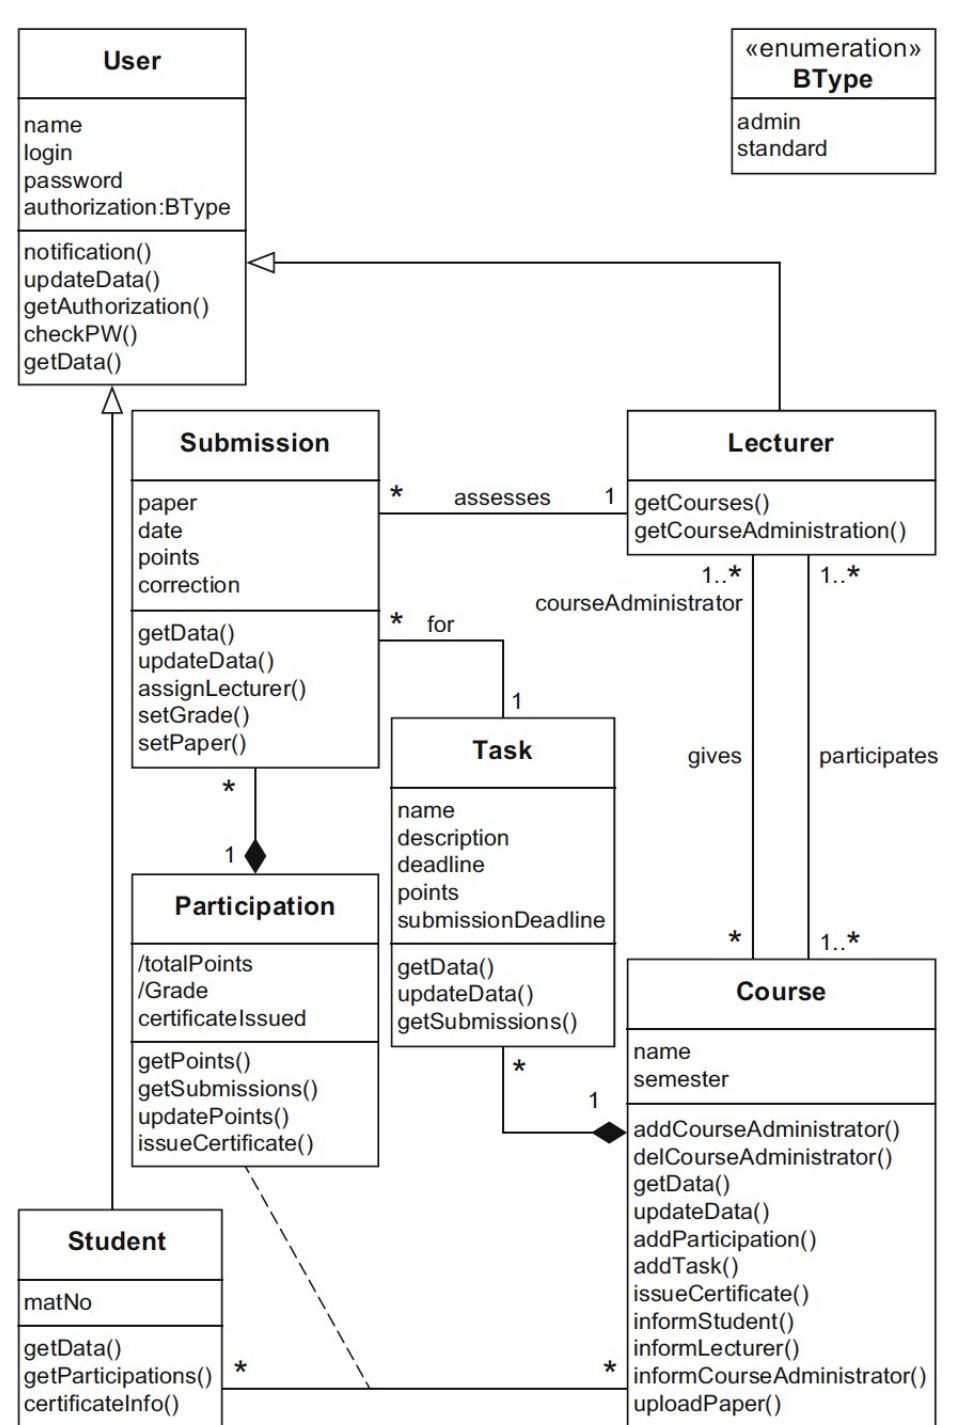 User
name
login
password
authorization:BType
notification()
updateData()
getAuthorization()
checkPW()
getData()
«enumeration»
BType
admin
standard
Submission
paper
date
points
correction
getData()
updateData()
assignLecturer()
setGrade()
setPaper()
* assesses 1
Lecturer
getCourses()
getCourseAdministration()
1..*
courseAdministrator
1..*
* for
1
gives
participates
*
1..*
Task
name
description
deadline
points
submissionDeadline
getData()
updateData()
getSubmissions()
*
1
*
1
Participation
/totalPoints
/Grade
certificateIssued
getPoints()
getSubmissions()
updatePoints()
issueCertificate()
Course
name
semester
addCourseAdministrator()
delCourseAdministrator()
getData()
updateData()
addParticipation()
addTask()
issueCertificate()
informStudent()
informLecturer()
informCourseAdministrator()
uploadPaper()
Student
matNo
getData()
getParticipations()
certificateInfo()
*
*